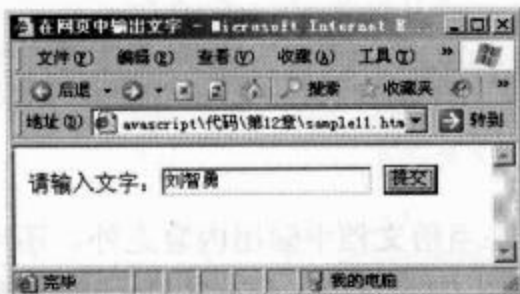 在网页中输出文字 - Microsoft Internet E...
文件(F) 编辑(E) 查看(V) 收藏(A) 工具(T) »
后退 搜索 收藏夹 »
地址(D) avascript\代码\第12章\sample11.htm 转到
请输入文字： 刘智勇 提交
完毕 我的电脑